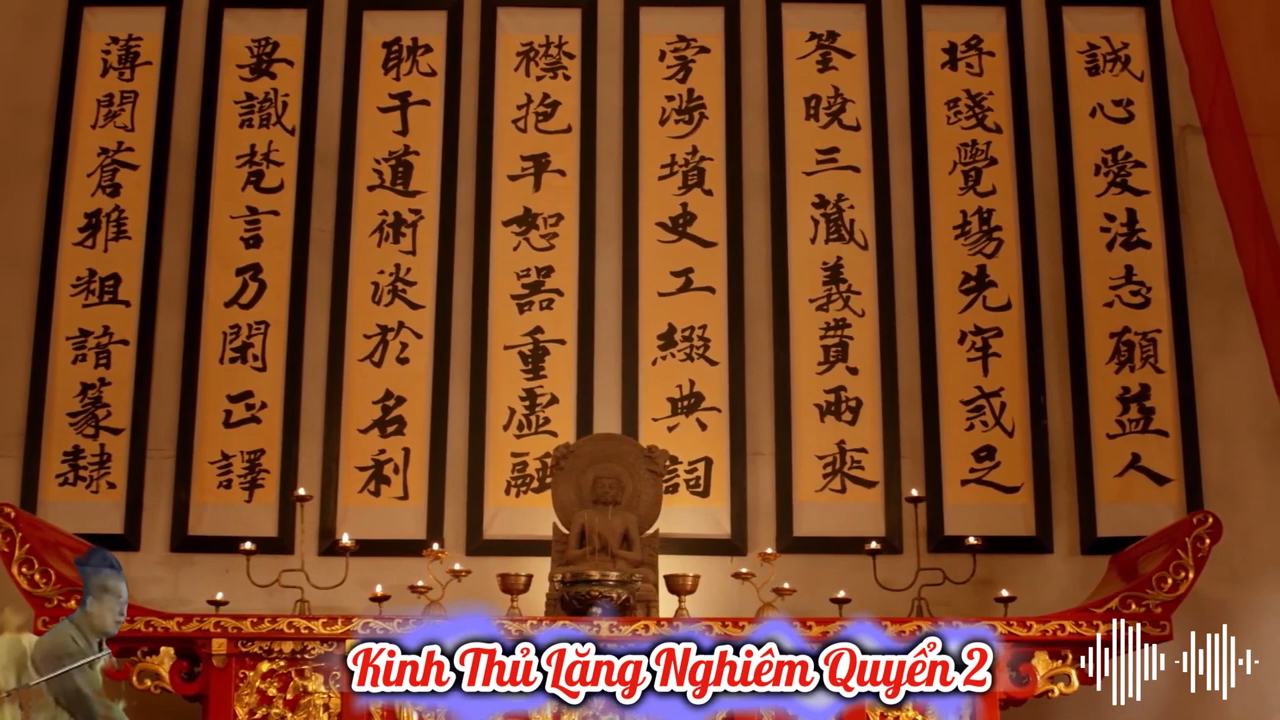 誠心愛法志願益人
将踐覺場先牢戒足
筌曉三藏義貫兩乘
旁涉墳史工綴典詞
襟抱平恕器重虛融
耽于道術淡於名利
要識梵言乃閑正譯
薄閱蒼雅粗諳篆隸
Kinh Thủ Lăng Nghiêm Quyển 2